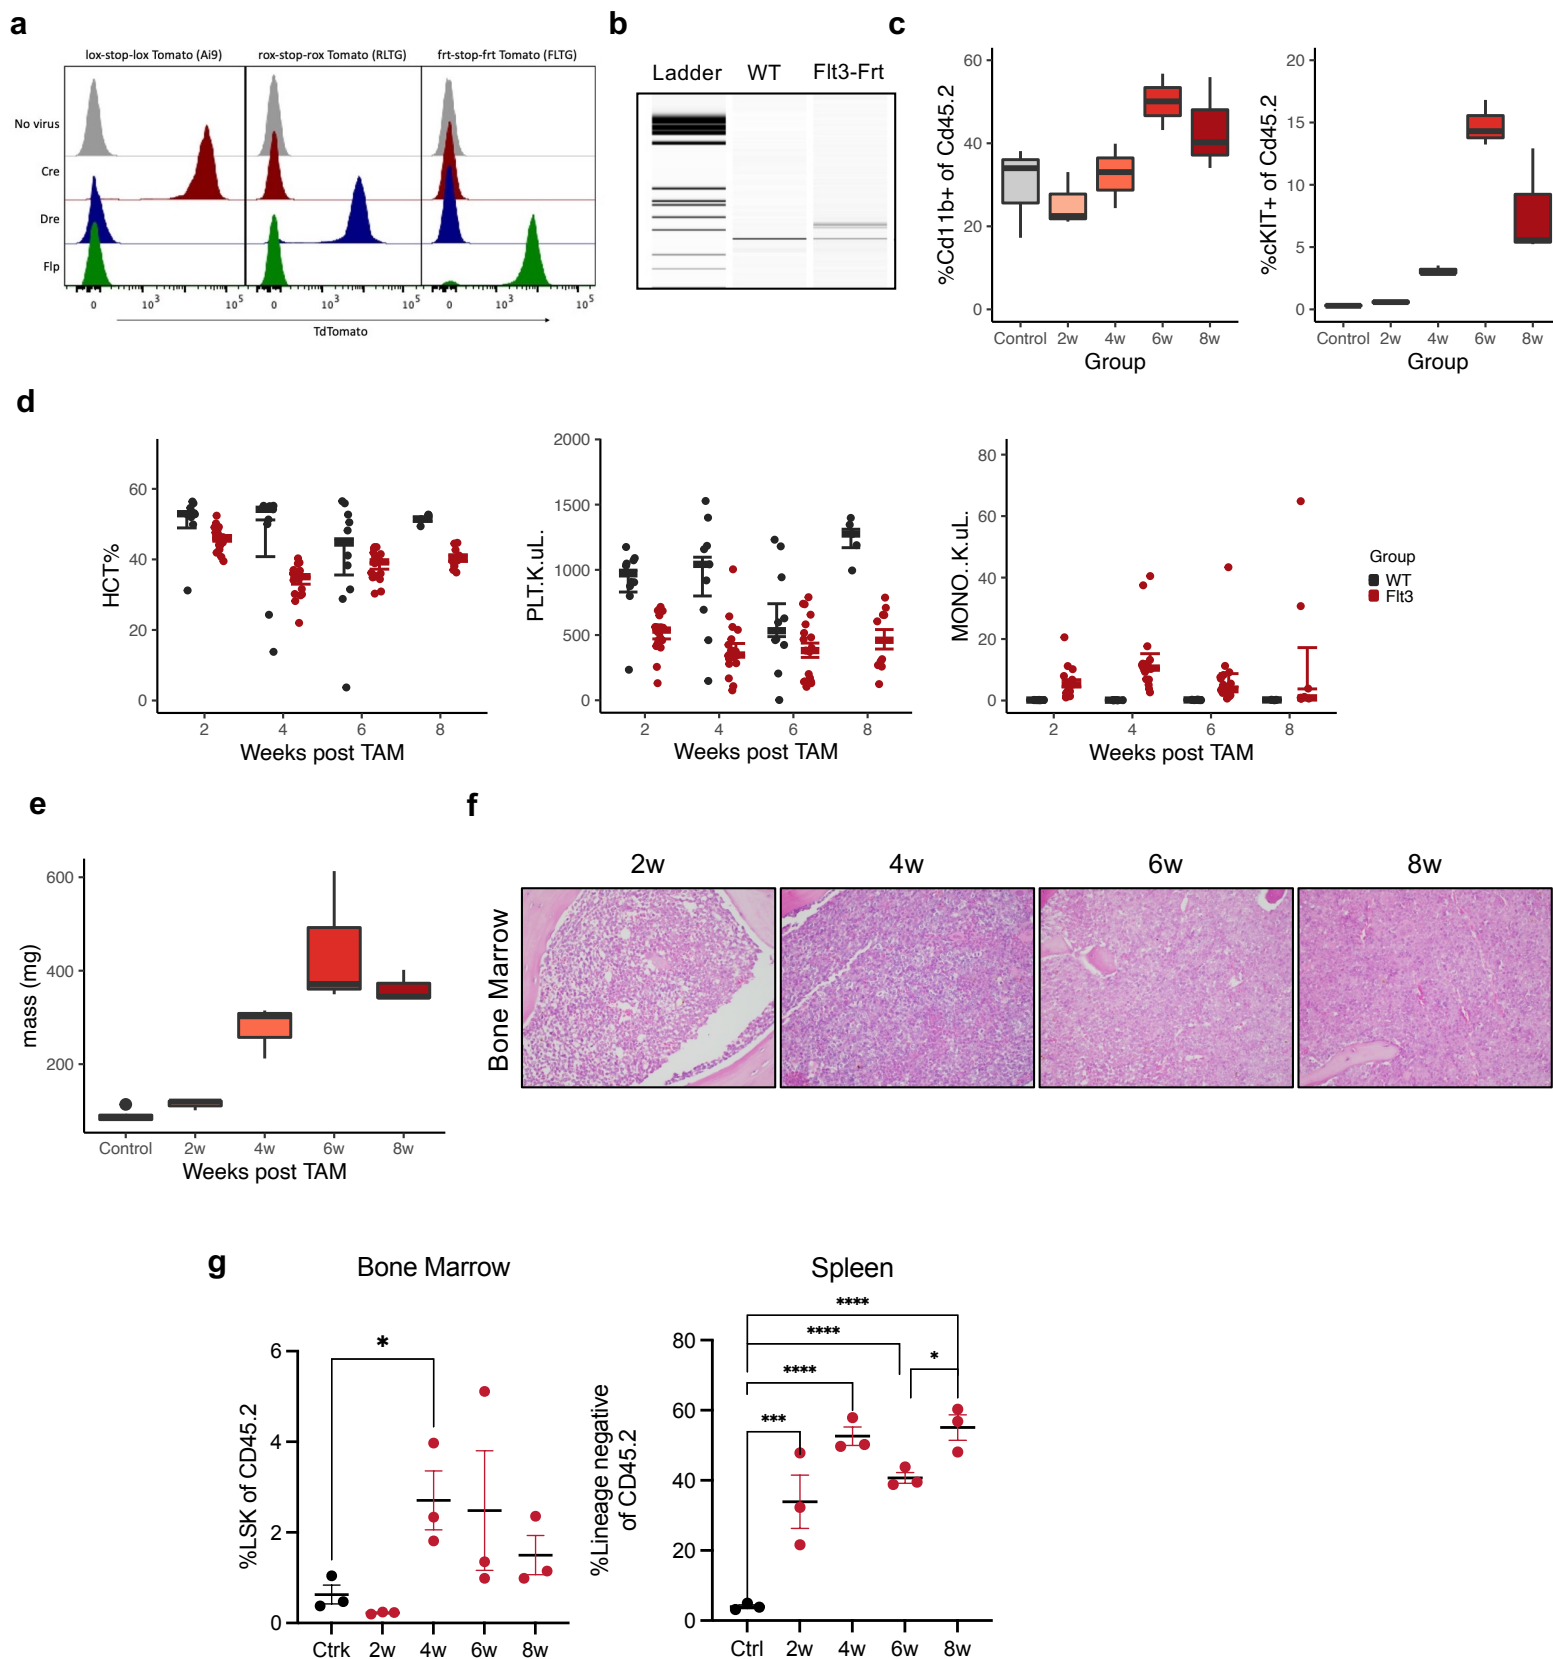 a
lox-stop-lox Tomato (Ai9)
rox-stop-rox Tomato (RLTG)
frt-stop-frt Tomato (FLTG)
No virus
Cre
Dre
Flp
0 10³ 10⁵
0 10³ 10⁵
0 10³ 10⁵
TdTomato
b
Ladder WT Flt3-Frt
c
%Cd11b+ of Cd45.2
60
40
20
0
Control 2w 4w 6w 8w
Group
%cKIT+ of Cd45.2
20
15
10
5
0
Control 2w 4w 6w 8w
Group
d
HCT%
60
40
20
0
2 4 6 8
Weeks post TAM
PLT.K.uL.
2000
1500
1000
500
0
2 4 6 8
Weeks post TAM
MONO..K.uL.
80
60
40
20
0
2 4 6 8
Weeks post TAM
Group
WT
Flt3
e
mass (mg)
600
400
200
Control 2w 4w 6w 8w
Weeks post TAM
f
2w 4w 6w 8w
Bone Marrow
g
Bone Marrow
%LSK of CD45.2
6
4
2
0
*
Ctrk 2w 4w 6w 8w
Spleen
%Lineage negative
of CD45.2
80
60
40
20
0
****
****
*
****
***
Ctrl 2w 4w 6w 8w